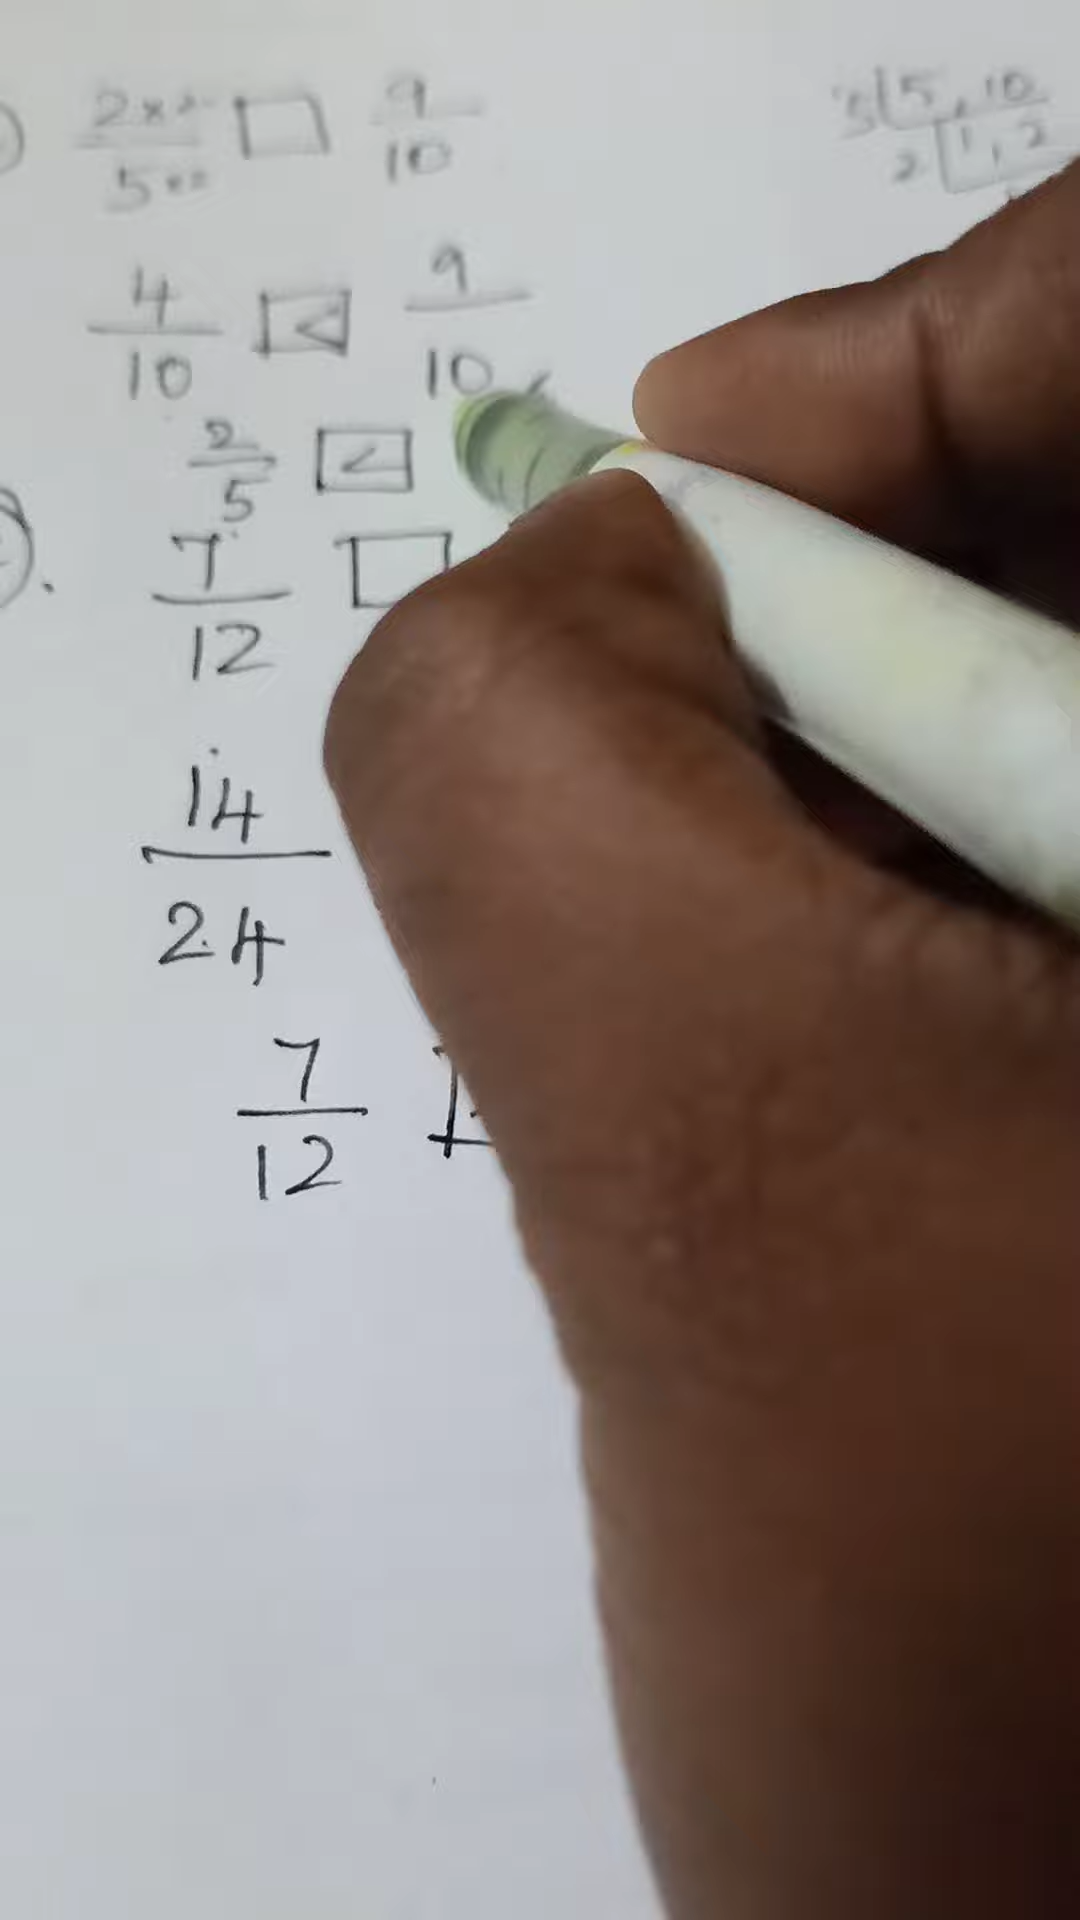 2×2/5×2 □ 9/10
5 | 5, 10
2 | 1, 2
4/10 [<] 9/10
2/5 [<]
7/12 □
14/24
7/12